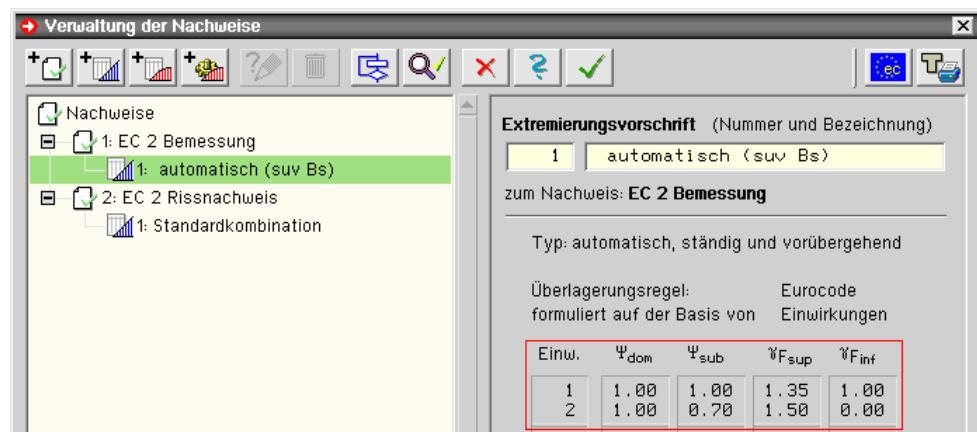 Verwaltung der Nachweise
Nachweise
1: EC 2 Bemessung
1: automatisch (suv Bs)
2: EC 2 Rissnachweis
1: Standardkombination
ec
T
Extremierungsvorschrift (Nummer und Bezeichnung)
1 automatisch (suv Bs)
zum Nachweis: EC 2 Bemessung
Typ: automatisch, ständig und vorübergehend
Überlagerungsregel: Eurocode
formuliert auf der Basis von Einwirkungen
Einw. Ψdom Ψsub γFsup γFinf
1 1.00 1.00 1.35 1.00
2 1.00 0.70 1.50 0.00